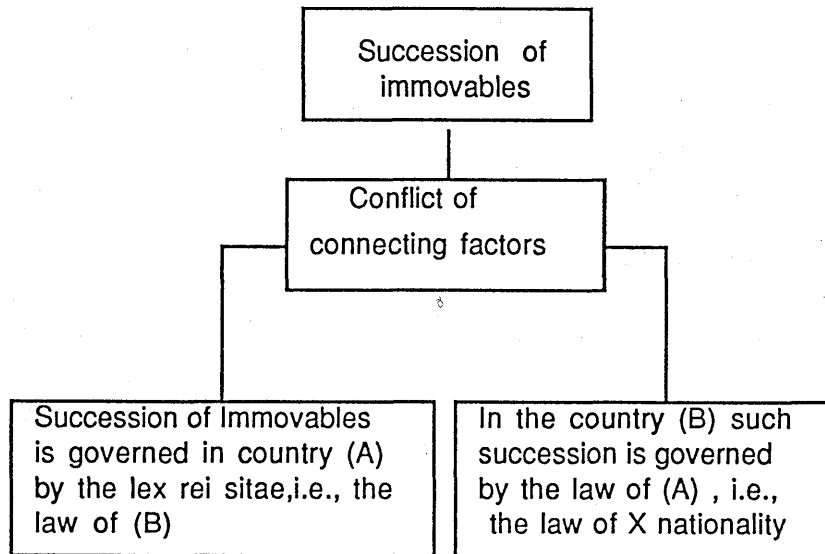 Succession of
immovables
Conflict of
connecting factors
Succession of Immovables
is governed in country (A)
by the lex rei sitae,i.e., the
law of (B)
In the country (B) such
succession is governed
by the law of (A) , i.e.,
the law of X nationality